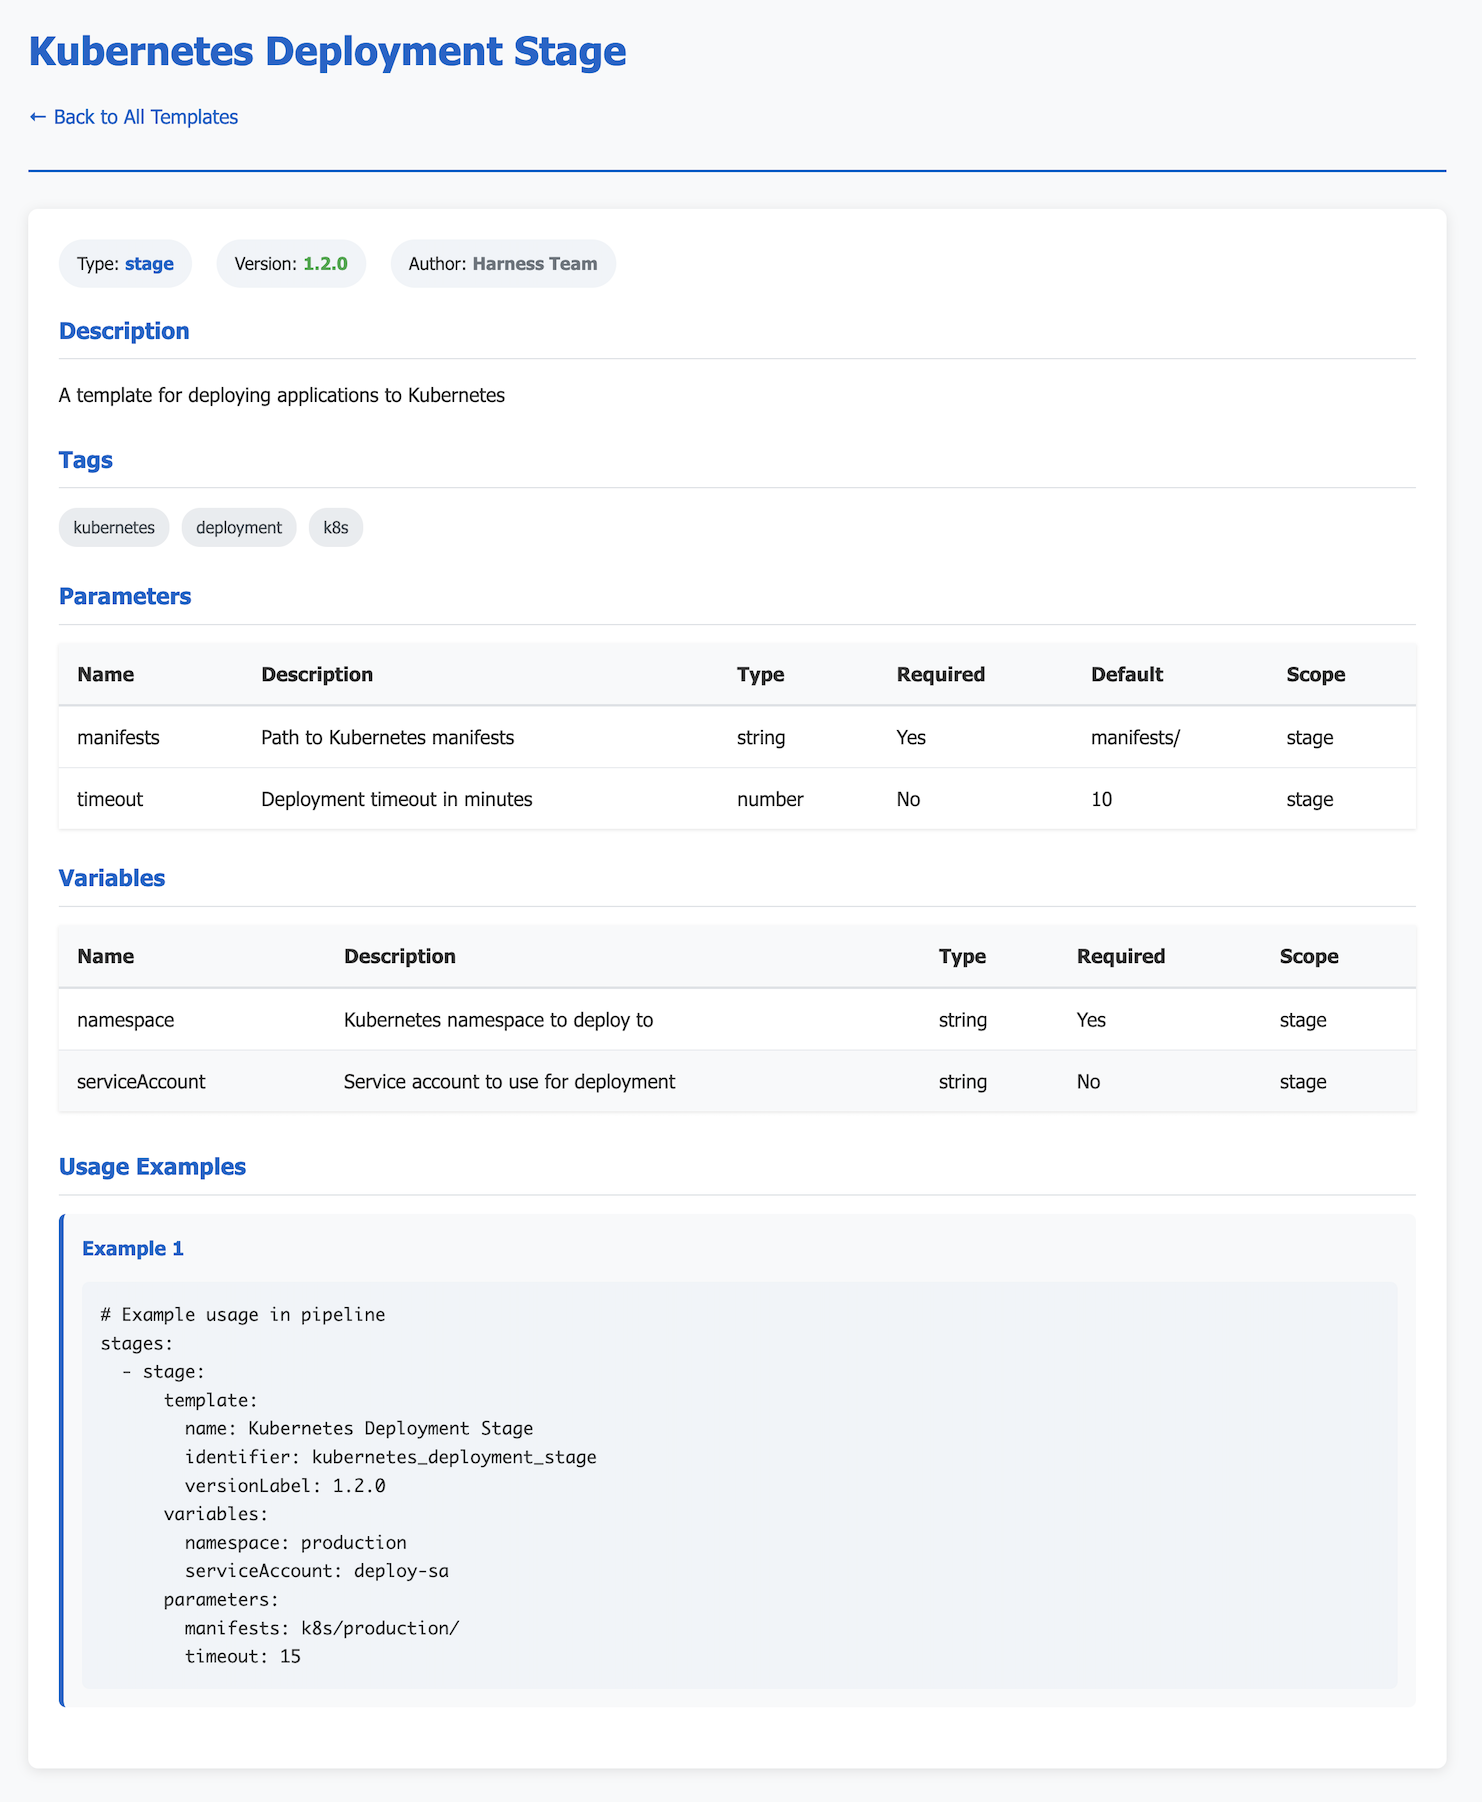 Kubernetes Deployment Stage
← Back to All Templates
Type: stage Version: 1.2.0 Author: Harness Team
Description
A template for deploying applications to Kubernetes
Tags
kubernetes deployment k8s
Parameters
Name Description Type Required Default Scope
manifests Path to Kubernetes manifests string Yes manifests/ stage
timeout Deployment timeout in minutes number No 10 stage
Variables
Name Description Type Required Scope
namespace Kubernetes namespace to deploy to string Yes stage
serviceAccount Service account to use for deployment string No stage
Usage Examples
Example 1
# Example usage in pipeline
stages:
  - stage:
      template:
        name: Kubernetes Deployment Stage
        identifier: kubernetes_deployment_stage
        versionLabel: 1.2.0
      variables:
        namespace: production
        serviceAccount: deploy-sa
      parameters:
        manifests: k8s/production/
        timeout: 15